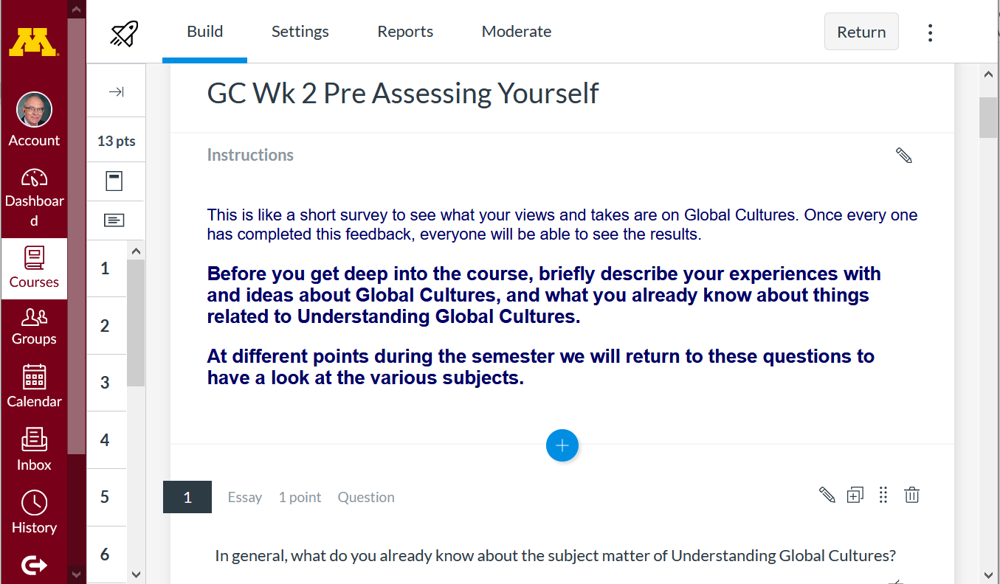 M
Account
Dashboar
d
Courses
Groups
Calendar
Inbox
History
Build Settings Reports Moderate Return
13 pts
1
2
3
4
5
6
GC Wk 2 Pre Assessing Yourself
Instructions
This is like a short survey to see what your views and takes are on Global Cultures. Once every one
has completed this feedback, everyone will be able to see the results.
Before you get deep into the course, briefly describe your experiences with
and ideas about Global Cultures, and what you already know about things
related to Understanding Global Cultures.
At different points during the semester we will return to these questions to
have a look at the various subjects.
1 Essay 1 point Question
In general, what do you already know about the subject matter of Understanding Global Cultures?